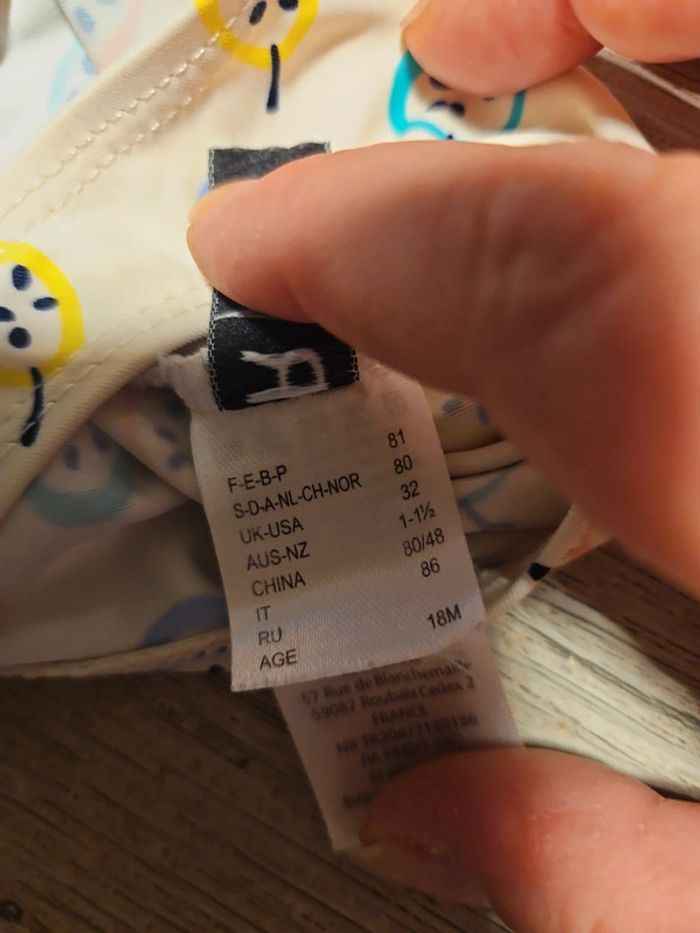 F-E-B-P 81
S-D-A-NL-CH-NOR 80
UK-USA 32
AUS-NZ 1-1½
CHINA 80/48
IT 86
RU
AGE 18M
57 Rue de Blanchemaille
59082 Roubaix Cedex 2
FRANCE